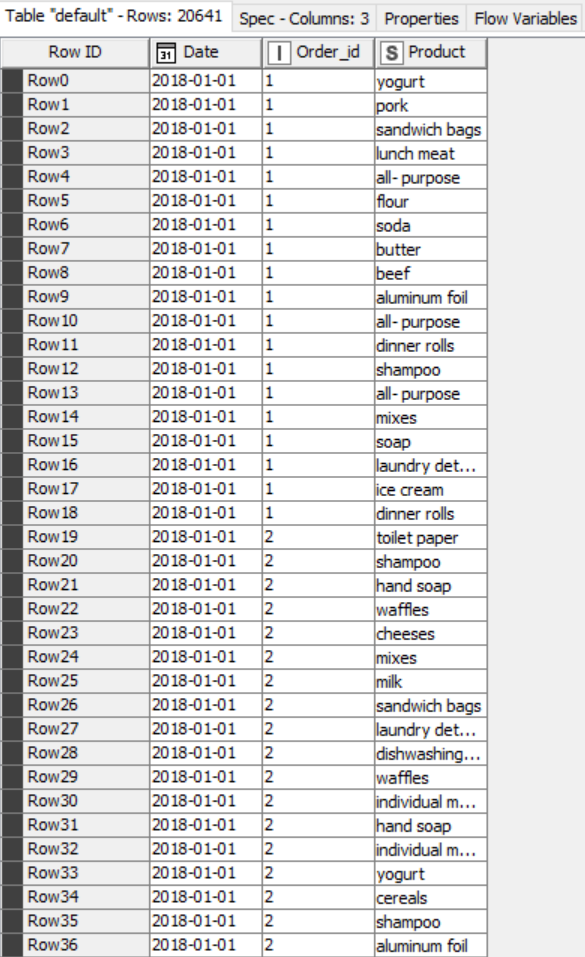 Table "default" - Rows: 20641 Spec - Columns: 3 Properties Flow Variables
Row ID 31 Date I Order_id S Product
Row0 2018-01-01 1 yogurt
Row1 2018-01-01 1 pork
Row2 2018-01-01 1 sandwich bags
Row3 2018-01-01 1 lunch meat
Row4 2018-01-01 1 all- purpose
Row5 2018-01-01 1 flour
Row6 2018-01-01 1 soda
Row7 2018-01-01 1 butter
Row8 2018-01-01 1 beef
Row9 2018-01-01 1 aluminum foil
Row10 2018-01-01 1 all- purpose
Row11 2018-01-01 1 dinner rolls
Row12 2018-01-01 1 shampoo
Row13 2018-01-01 1 all- purpose
Row14 2018-01-01 1 mixes
Row15 2018-01-01 1 soap
Row16 2018-01-01 1 laundry det...
Row17 2018-01-01 1 ice cream
Row18 2018-01-01 1 dinner rolls
Row19 2018-01-01 2 toilet paper
Row20 2018-01-01 2 shampoo
Row21 2018-01-01 2 hand soap
Row22 2018-01-01 2 waffles
Row23 2018-01-01 2 cheeses
Row24 2018-01-01 2 mixes
Row25 2018-01-01 2 milk
Row26 2018-01-01 2 sandwich bags
Row27 2018-01-01 2 laundry det...
Row28 2018-01-01 2 dishwashing...
Row29 2018-01-01 2 waffles
Row30 2018-01-01 2 individual m...
Row31 2018-01-01 2 hand soap
Row32 2018-01-01 2 individual m...
Row33 2018-01-01 2 yogurt
Row34 2018-01-01 2 cereals
Row35 2018-01-01 2 shampoo
Row36 2018-01-01 2 aluminum foil